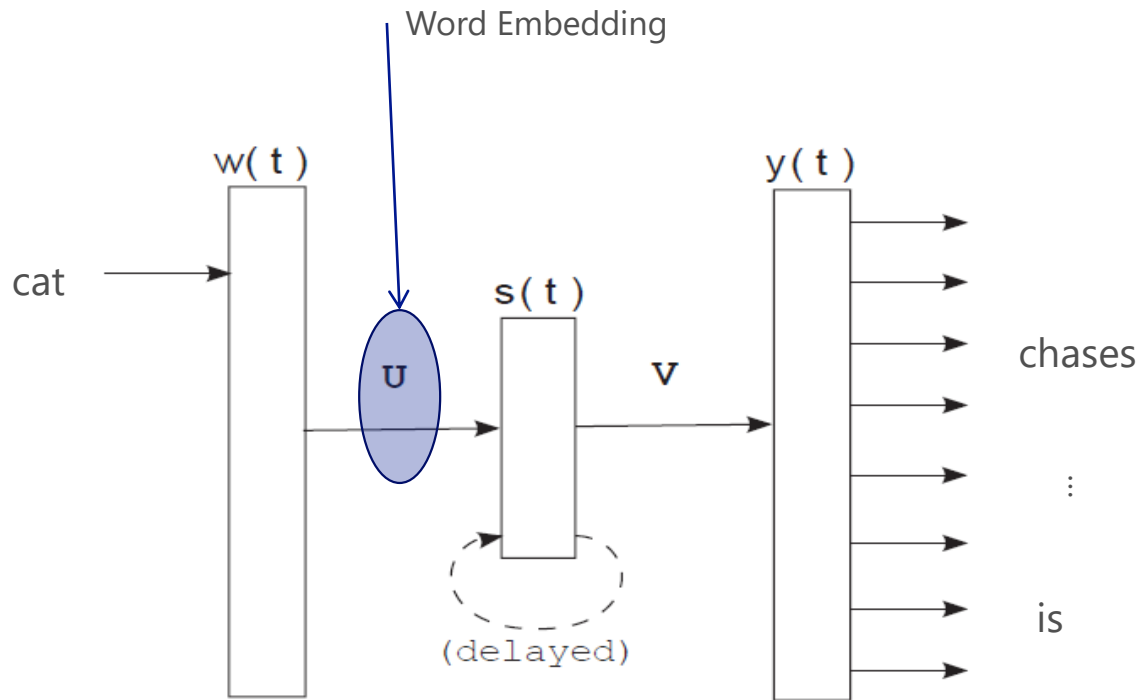 Word Embedding
w(t)
y(t)
cat
s(t)
U
V
chases
⋮
is
(delayed)